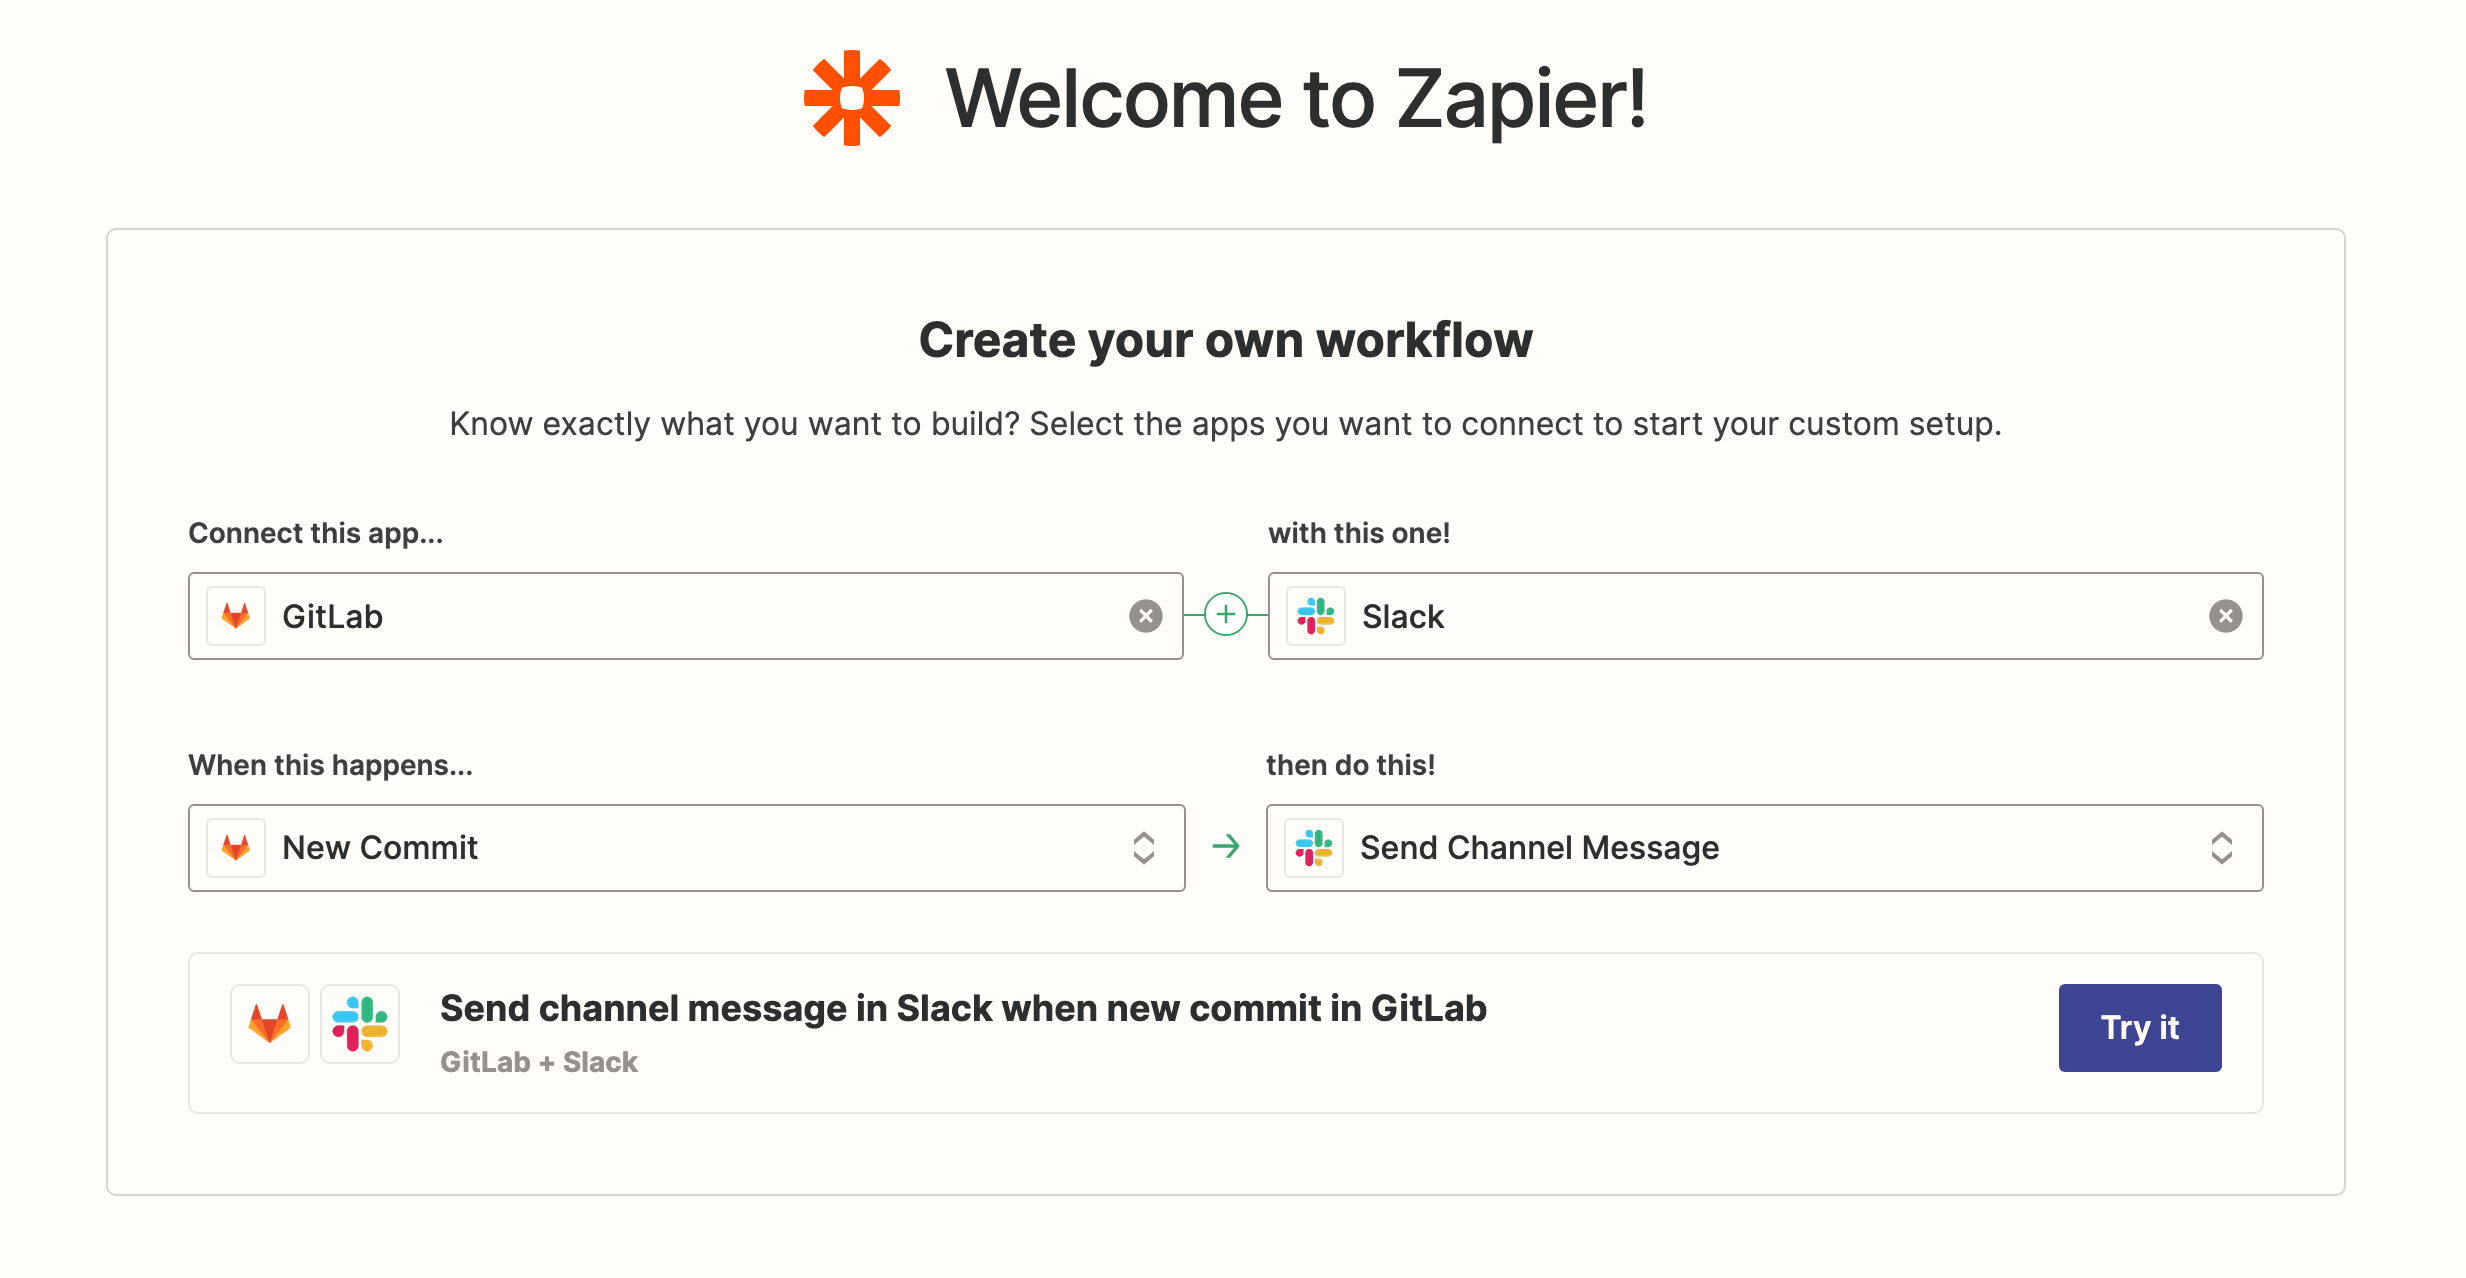 Welcome to Zapier!
Create your own workflow
Know exactly what you want to build? Select the apps you want to connect to start your custom setup.
Connect this app...
with this one!
GitLab
Slack
When this happens...
then do this!
New Commit
Send Channel Message
Send channel message in Slack when new commit in GitLab
GitLab + Slack
Try it